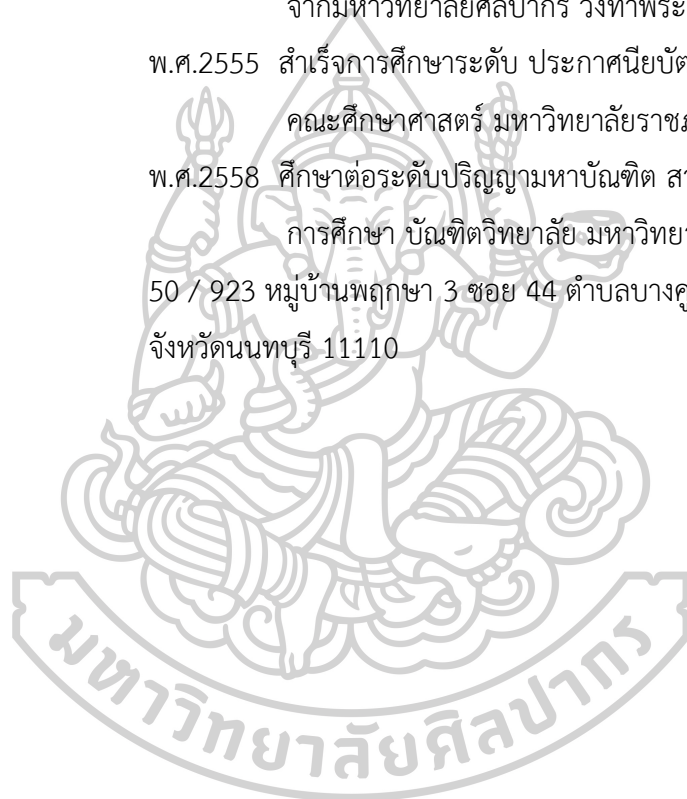 จากมหาวิทยาลัยศิลปากร วังท่าพระ
พ.ศ.2555 สำเร็จการศึกษาระดับ ประกาศนียบัต
คณะศึกษาศาสตร์ มหาวิทยาลัยราชภ
พ.ศ.2558 ศึกษาต่อระดับปริญญามหาบัณฑิต สา
การศึกษา บัณฑิตวิทยาลัย มหาวิทยา
50 / 923 หมู่บ้านพฤกษา 3 ซอย 44 ตำบลบางคู
จังหวัดนนทบุรี 11110
มหาวิทยาลัยศิลปากร